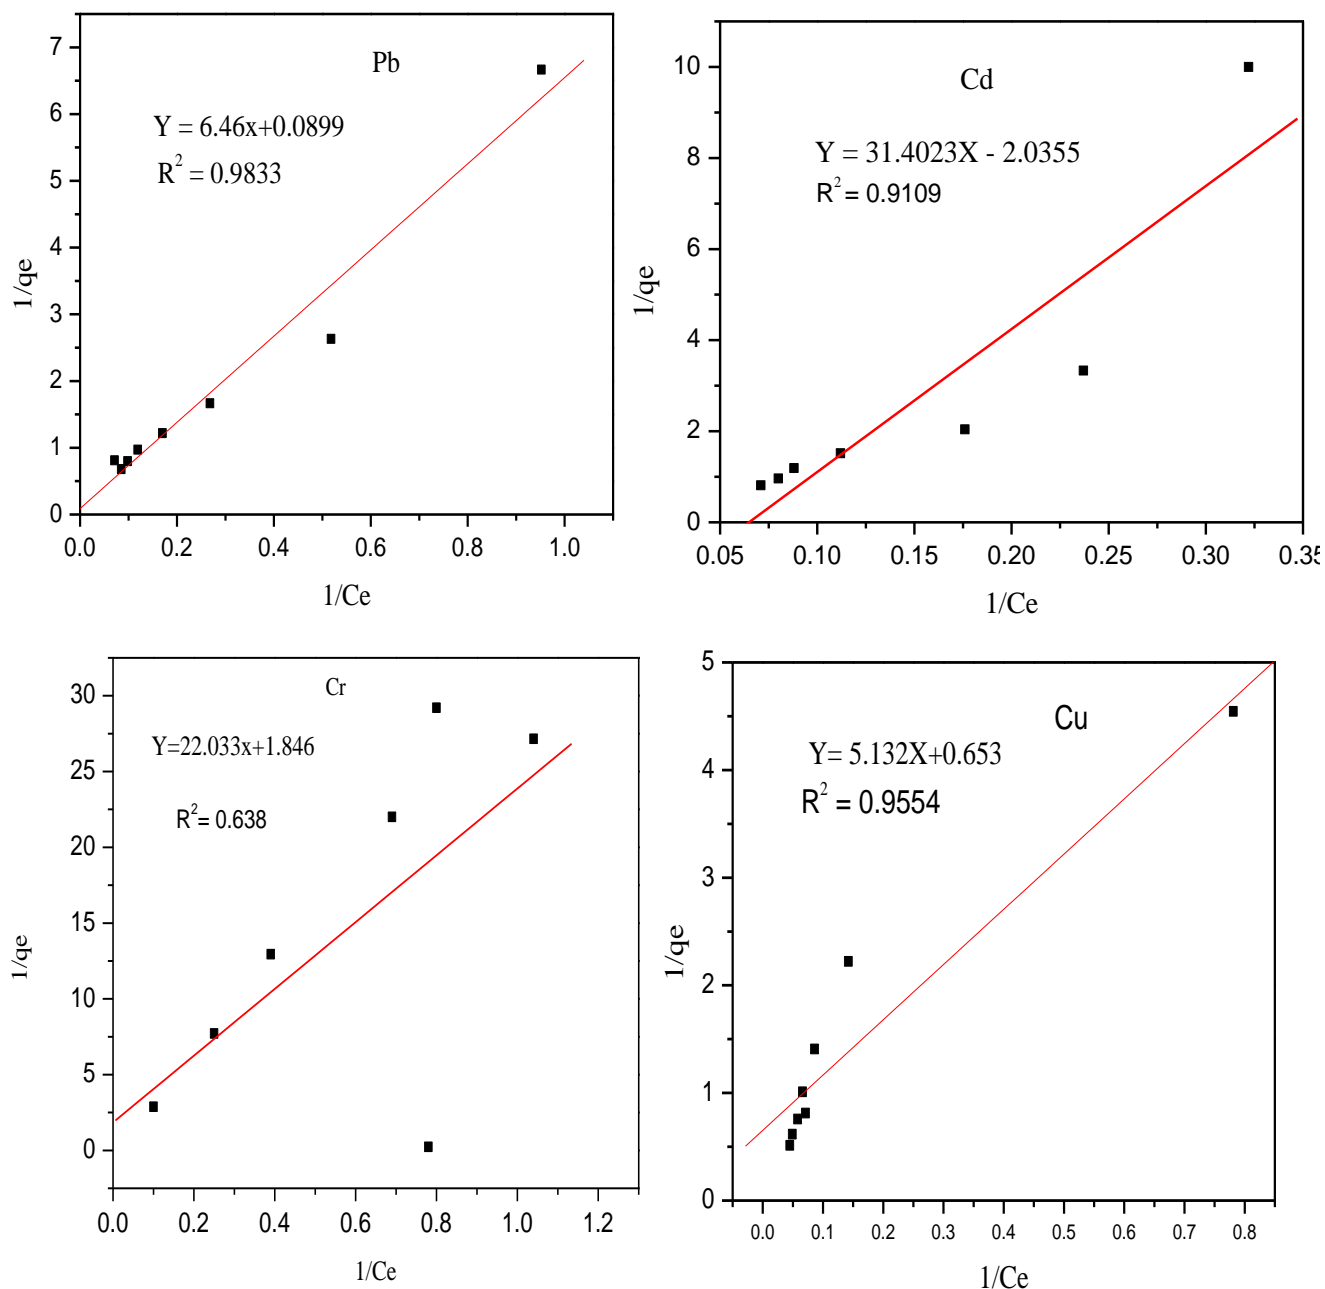 Pb
Y = 6.46x+0.0899
R² = 0.9833
1/qe
7
6
5
4
3
2
1
0
0.0 0.2 0.4 0.6 0.8 1.0
1/Ce
Cd
Y = 31.4023X - 2.0355
R² = 0.9109
1/qe
10
8
6
4
2
0
0.05 0.10 0.15 0.20 0.25 0.30 0.35
1/Ce
Cr
Y=22.033x+1.846
R²= 0.638
1/qe
30
25
20
15
10
5
0
0.0 0.2 0.4 0.6 0.8 1.0 1.2
1/Ce
Cu
Y= 5.132X+0.653
R² = 0.9554
1/qe
5
4
3
2
1
0
0.0 0.1 0.2 0.3 0.4 0.5 0.6 0.7 0.8
1/Ce